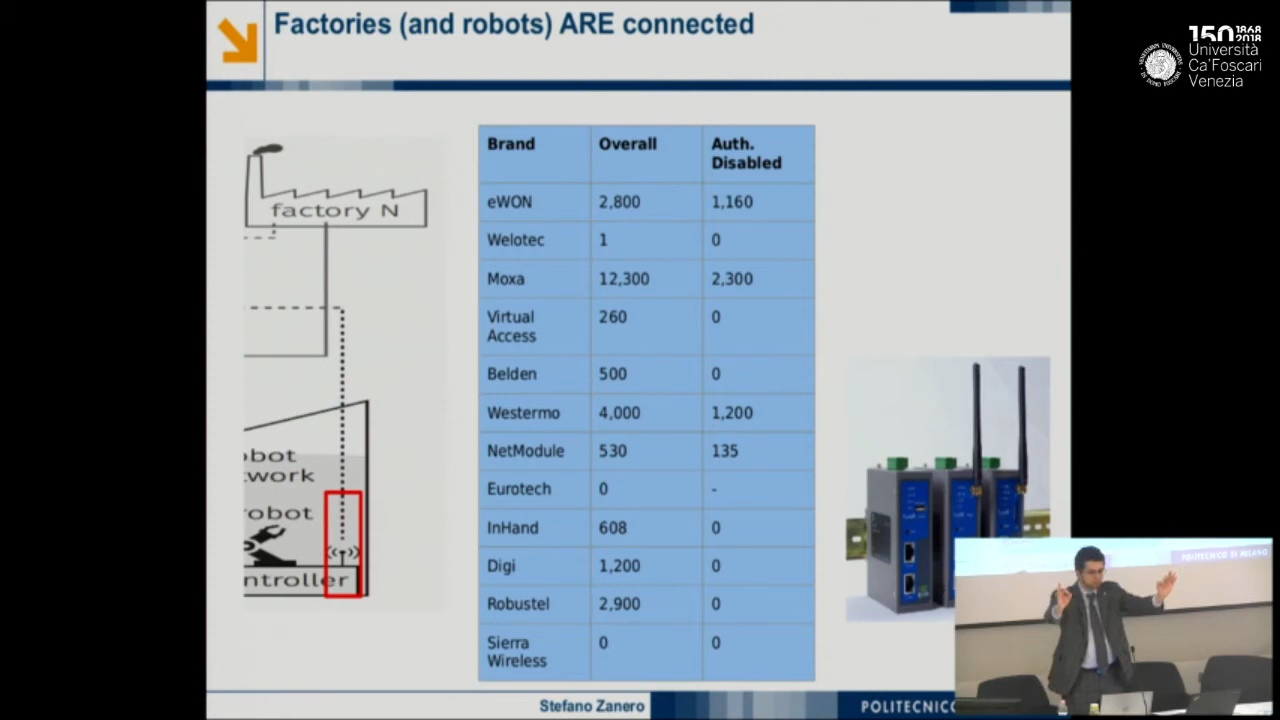 Factories (and robots) ARE connected
150 1868 2018
Università
Ca'Foscari
Venezia
factory N
obot
twork
robot
ntroller
Brand Overall Auth. Disabled
eWON 2,800 1,160
Welotec 1 0
Moxa 12,300 2,300
Virtual Access 260 0
Belden 500 0
Westermo 4,000 1,200
NetModule 530 135
Eurotech 0 -
InHand 608 0
Digi 1,200 0
Robustel 2,900 0
Sierra Wireless 0 0
POLITECNICO DI MILANO
Stefano Zanero
POLITECNICO